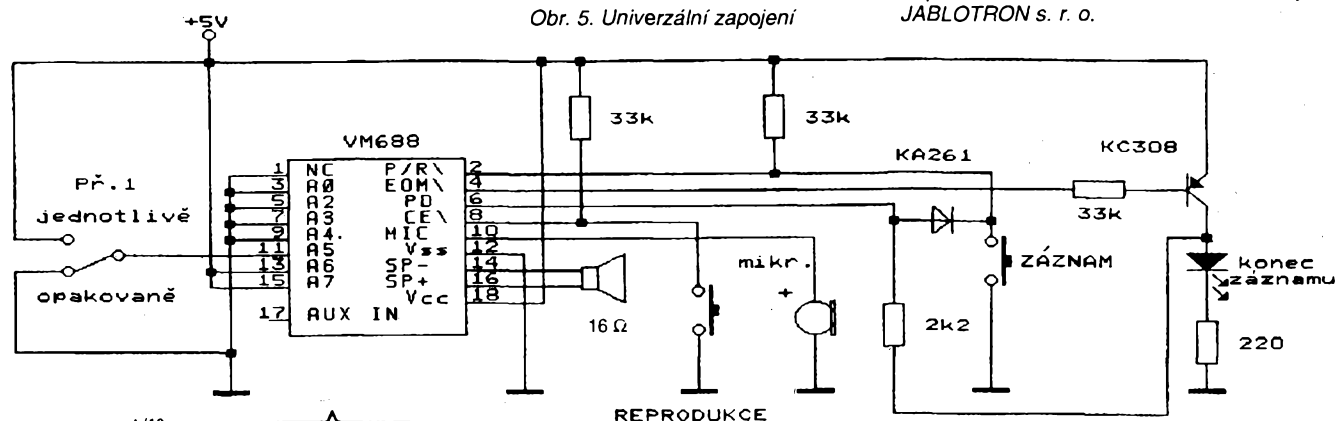 Obr. 5. Univerzální zapojení
JABLOTRON s. r. o.
+5V
VM688
Př.1
jednotlivě
opakovaně
1 NC P/R\ 2
3 A0 EOM\ 4
5 A2 PD 6
7 A3 CE\ 8
9 A4. MIC 10
11 A5 Vss 12
13 A6 SP- 14
15 A7 SP+ 16
Vcc 18
17 AUX IN
16 Ω
33k
33k
KA261
KC308
33k
mikr.
+
ZÁZNAM
Konec
záznamu
2k2
220
REPRODUKCE